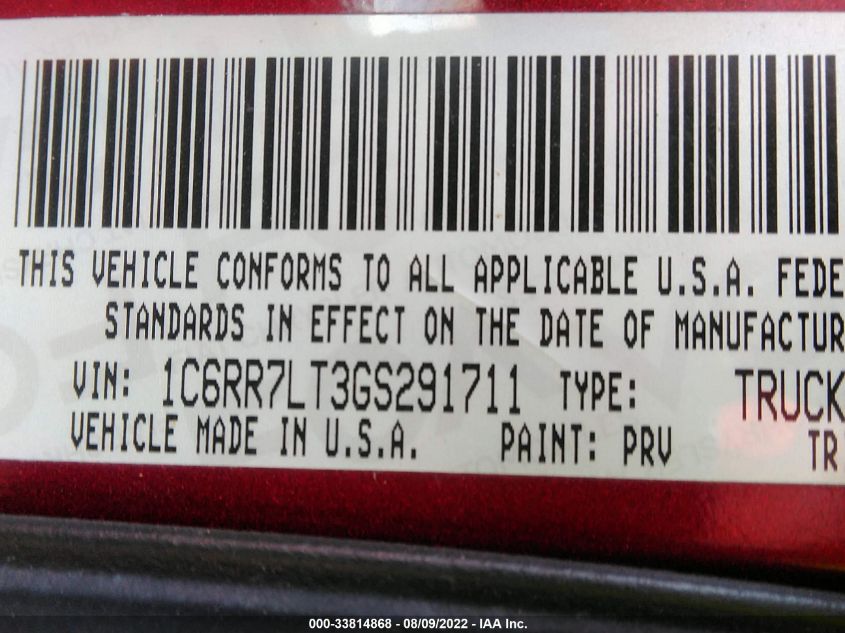 THIS VEHICLE CONFORMS TO ALL APPLICABLE U.S.A. FEDE
STANDARDS IN EFFECT ON THE DATE OF MANUFACTUR
VIN: 1C6RR7LT3GS291711 TYPE: TRUCK
VEHICLE MADE IN U.S.A. PAINT: PRV TR
000-33814868 - 08/09/2022 - IAA Inc.